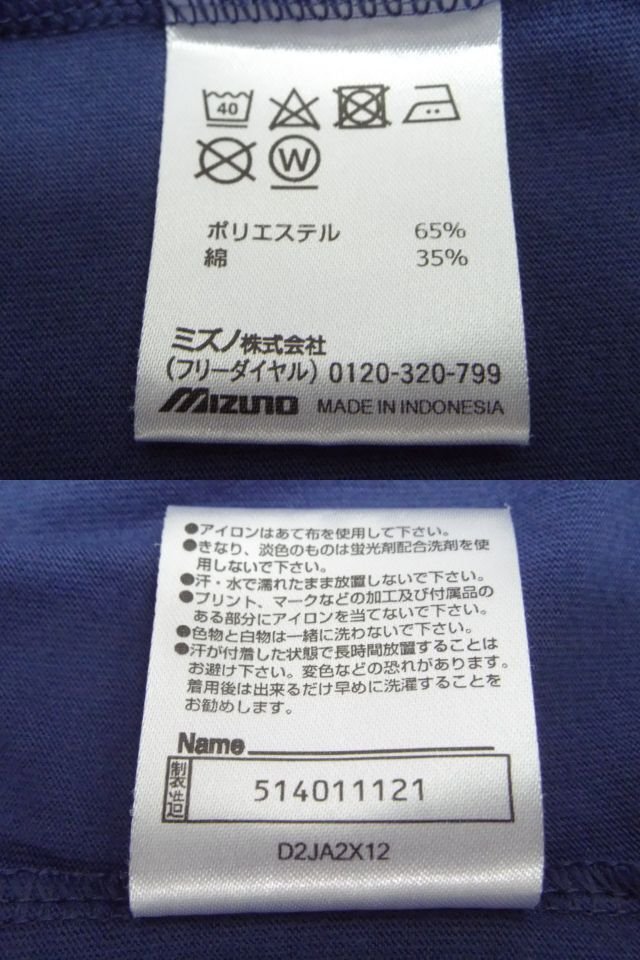 40
W
ポリエステル 65%
綿 35%
ミズノ株式会社
(フリーダイヤル) 0120-320-799
MIZUNO MADE IN INDONESIA
●アイロンはあて布を使用して下さい。
●きなり、淡色のものは蛍光剤配合洗剤を使
用しないで下さい。
●汗・水で濡れたまま放置しないで下さい。
●プリント、マークなどの加工及び付属品の
ある部分にアイロンを当てないで下さい。
●色物と白物は一緒に洗わないで下さい。
●汗が付着した状態で長時間放置することは
お避け下さい。変色などの恐れがあります。
着用後は出来るだけ早めに洗濯することを
お勧めします。
Name
514011121
D2JA2X12